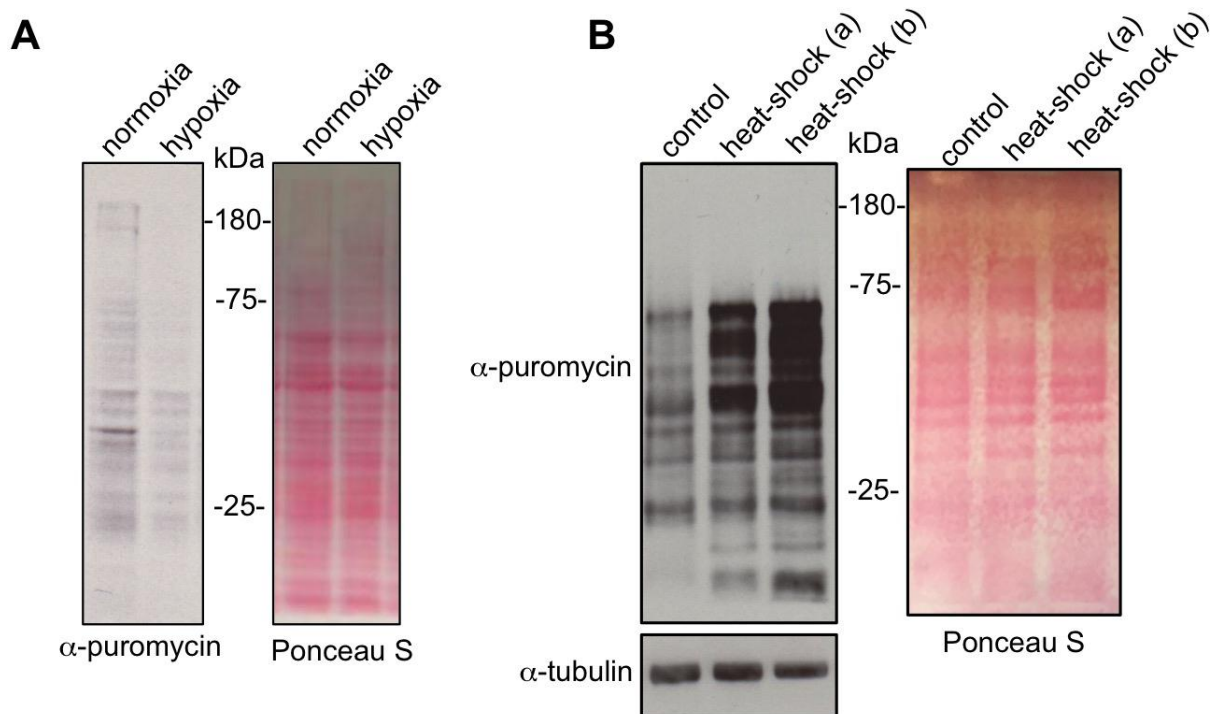 A
normoxia
hypoxia
kDa
normoxia
hypoxia
-180-
-75-
-25-
α-puromycin
Ponceau S
B
control
heat-shock (a)
heat-shock (b)
kDa
control
heat-shock (a)
heat-shock (b)
-180-
-75-
α-puromycin
-25-
Ponceau S
α-tubulin